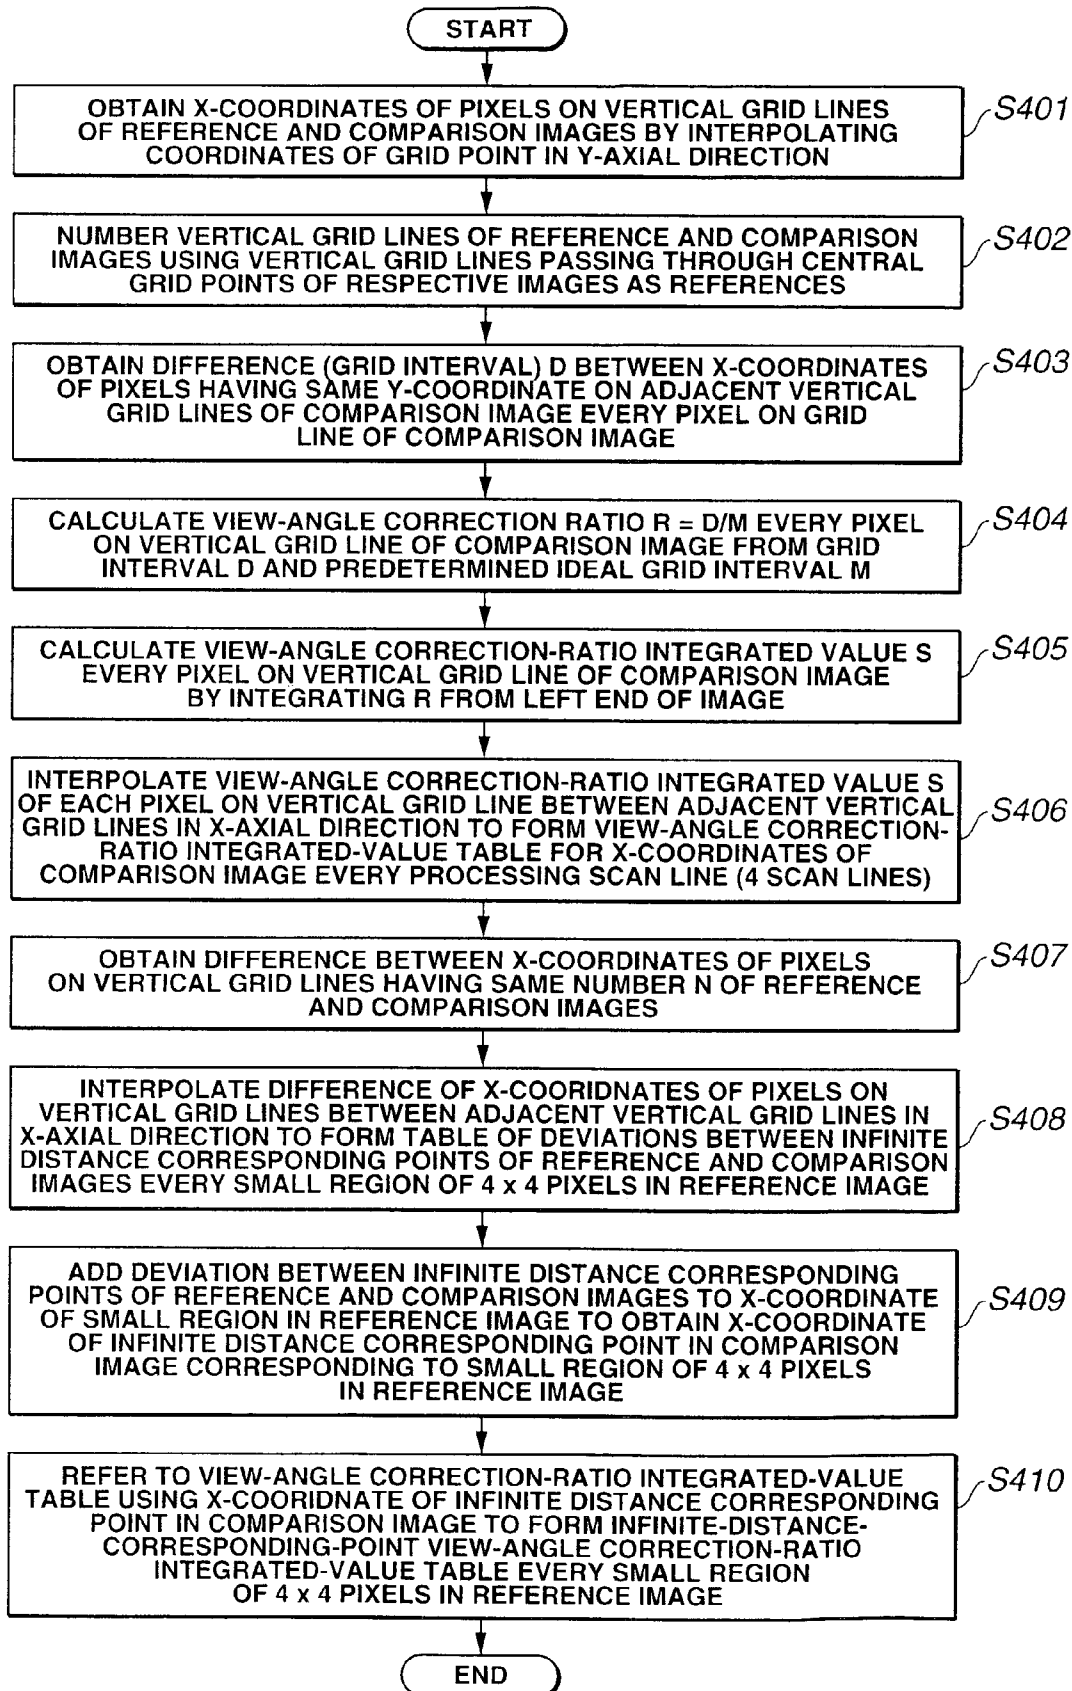 START
OBTAIN X-COORDINATES OF PIXELS ON VERTICAL GRID LINES
OF REFERENCE AND COMPARISON IMAGES BY INTERPOLATING
COORDINATES OF GRID POINT IN Y-AXIAL DIRECTION
S401
NUMBER VERTICAL GRID LINES OF REFERENCE AND COMPARISON
IMAGES USING VERTICAL GRID LINES PASSING THROUGH CENTRAL
GRID POINTS OF RESPECTIVE IMAGES AS REFERENCES
S402
OBTAIN DIFFERENCE (GRID INTERVAL) D BETWEEN X-COORDINATES
OF PIXELS HAVING SAME Y-COORDINATE ON ADJACENT VERTICAL
GRID LINES OF COMPARISON IMAGE EVERY PIXEL ON GRID
LINE OF COMPARISON IMAGE
S403
CALCULATE VIEW-ANGLE CORRECTION RATIO R = D/M EVERY PIXEL
ON VERTICAL GRID LINE OF COMPARISON IMAGE FROM GRID
INTERVAL D AND PREDETERMINED IDEAL GRID INTERVAL M
S404
CALCULATE VIEW-ANGLE CORRECTION-RATIO INTEGRATED VALUE S
EVERY PIXEL ON VERTICAL GRID LINE OF COMPARISON IMAGE
BY INTEGRATING R FROM LEFT END OF IMAGE
S405
INTERPOLATE VIEW-ANGLE CORRECTION-RATIO INTEGRATED VALUE S
OF EACH PIXEL ON VERTICAL GRID LINE BETWEEN ADJACENT VERTICAL
GRID LINES IN X-AXIAL DIRECTION TO FORM VIEW-ANGLE CORRECTION-
RATIO INTEGRATED-VALUE TABLE FOR X-COORDINATES OF
COMPARISON IMAGE EVERY PROCESSING SCAN LINE (4 SCAN LINES)
S406
OBTAIN DIFFERENCE BETWEEN X-COORDINATES OF PIXELS
ON VERTICAL GRID LINES HAVING SAME NUMBER N OF REFERENCE
AND COMPARISON IMAGES
S407
INTERPOLATE DIFFERENCE OF X-COORIDNATES OF PIXELS ON
VERTICAL GRID LINES BETWEEN ADJACENT VERTICAL GRID LINES IN
X-AXIAL DIRECTION TO FORM TABLE OF DEVIATIONS BETWEEN INFINITE
DISTANCE CORRESPONDING POINTS OF REFERENCE AND COMPARISON
IMAGES EVERY SMALL REGION OF 4 x 4 PIXELS IN REFERENCE IMAGE
S408
ADD DEVIATION BETWEEN INFINITE DISTANCE CORRESPONDING
POINTS OF REFERENCE AND COMPARISON IMAGES TO X-COORDINATE
OF SMALL REGION IN REFERENCE IMAGE TO OBTAIN X-COORDINATE
OF INFINITE DISTANCE CORRESPONDING POINT IN COMPARISON
IMAGE CORRESPONDING TO SMALL REGION OF 4 x 4 PIXELS
IN REFERENCE IMAGE
S409
REFER TO VIEW-ANGLE CORRECTION-RATIO INTEGRATED-VALUE
TABLE USING X-COORIDNATE OF INFINITE DISTANCE CORRESPONDING
POINT IN COMPARISON IMAGE TO FORM INFINITE-DISTANCE-
CORRESPONDING-POINT VIEW-ANGLE CORRECTION-RATIO
INTEGRATED-VALUE TABLE EVERY SMALL REGION
OF 4 x 4 PIXELS IN REFERENCE IMAGE
S410
END